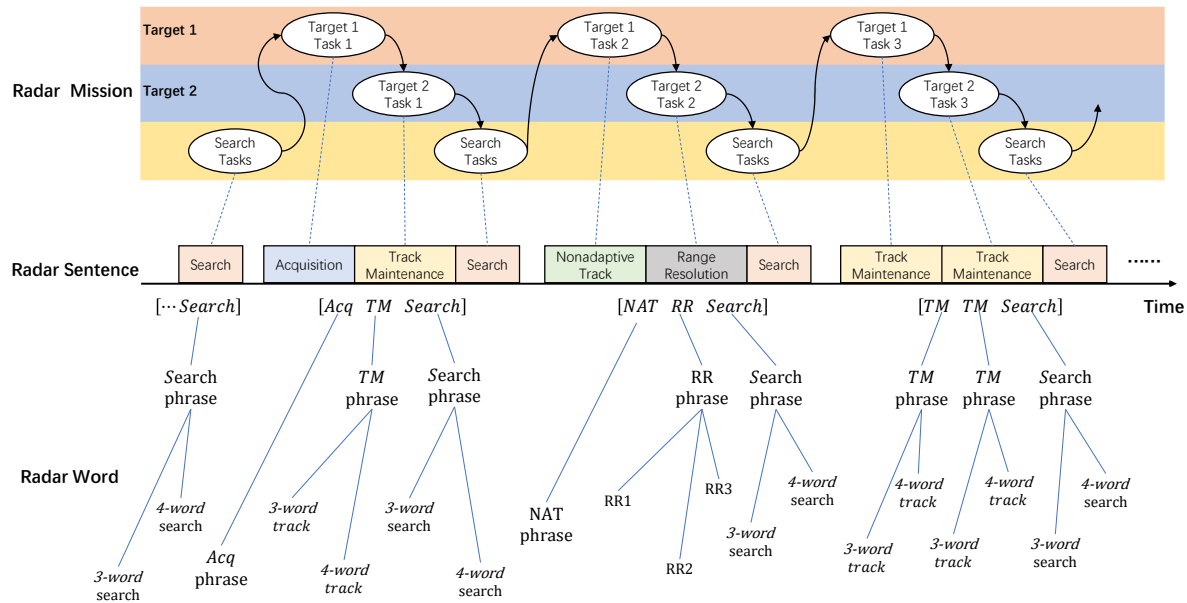 Target 1
Target 1
Task 1
Target 1
Task 2
Target 1
Task 3
Radar Mission
Target 2
Target 2
Task 1
Target 2
Task 2
Target 2
Task 3
Search
Tasks
Search
Tasks
Search
Tasks
Search
Tasks
Radar Sentence
Search
Acquisition
Track
Maintenance
Search
Nonadaptive
Track
Range
Resolution
Search
Track
Maintenance
Track
Maintenance
Search
……
[⋯ Search]
[Acq TM Search]
[NAT RR Search]
[TM TM Search]
Time
Search
phrase
TM
phrase
Search
phrase
RR
phrase
Search
phrase
TM
phrase
TM
phrase
Search
phrase
Radar Word
3-word
search
4-word
search
Acq
phrase
3-word
track
4-word
track
3-word
search
4-word
search
NAT
phrase
RR1
RR2
RR3
3-word
search
4-word
search
3-word
track
4-word
track
3-word
track
4-word
track
3-word
search
4-word
search